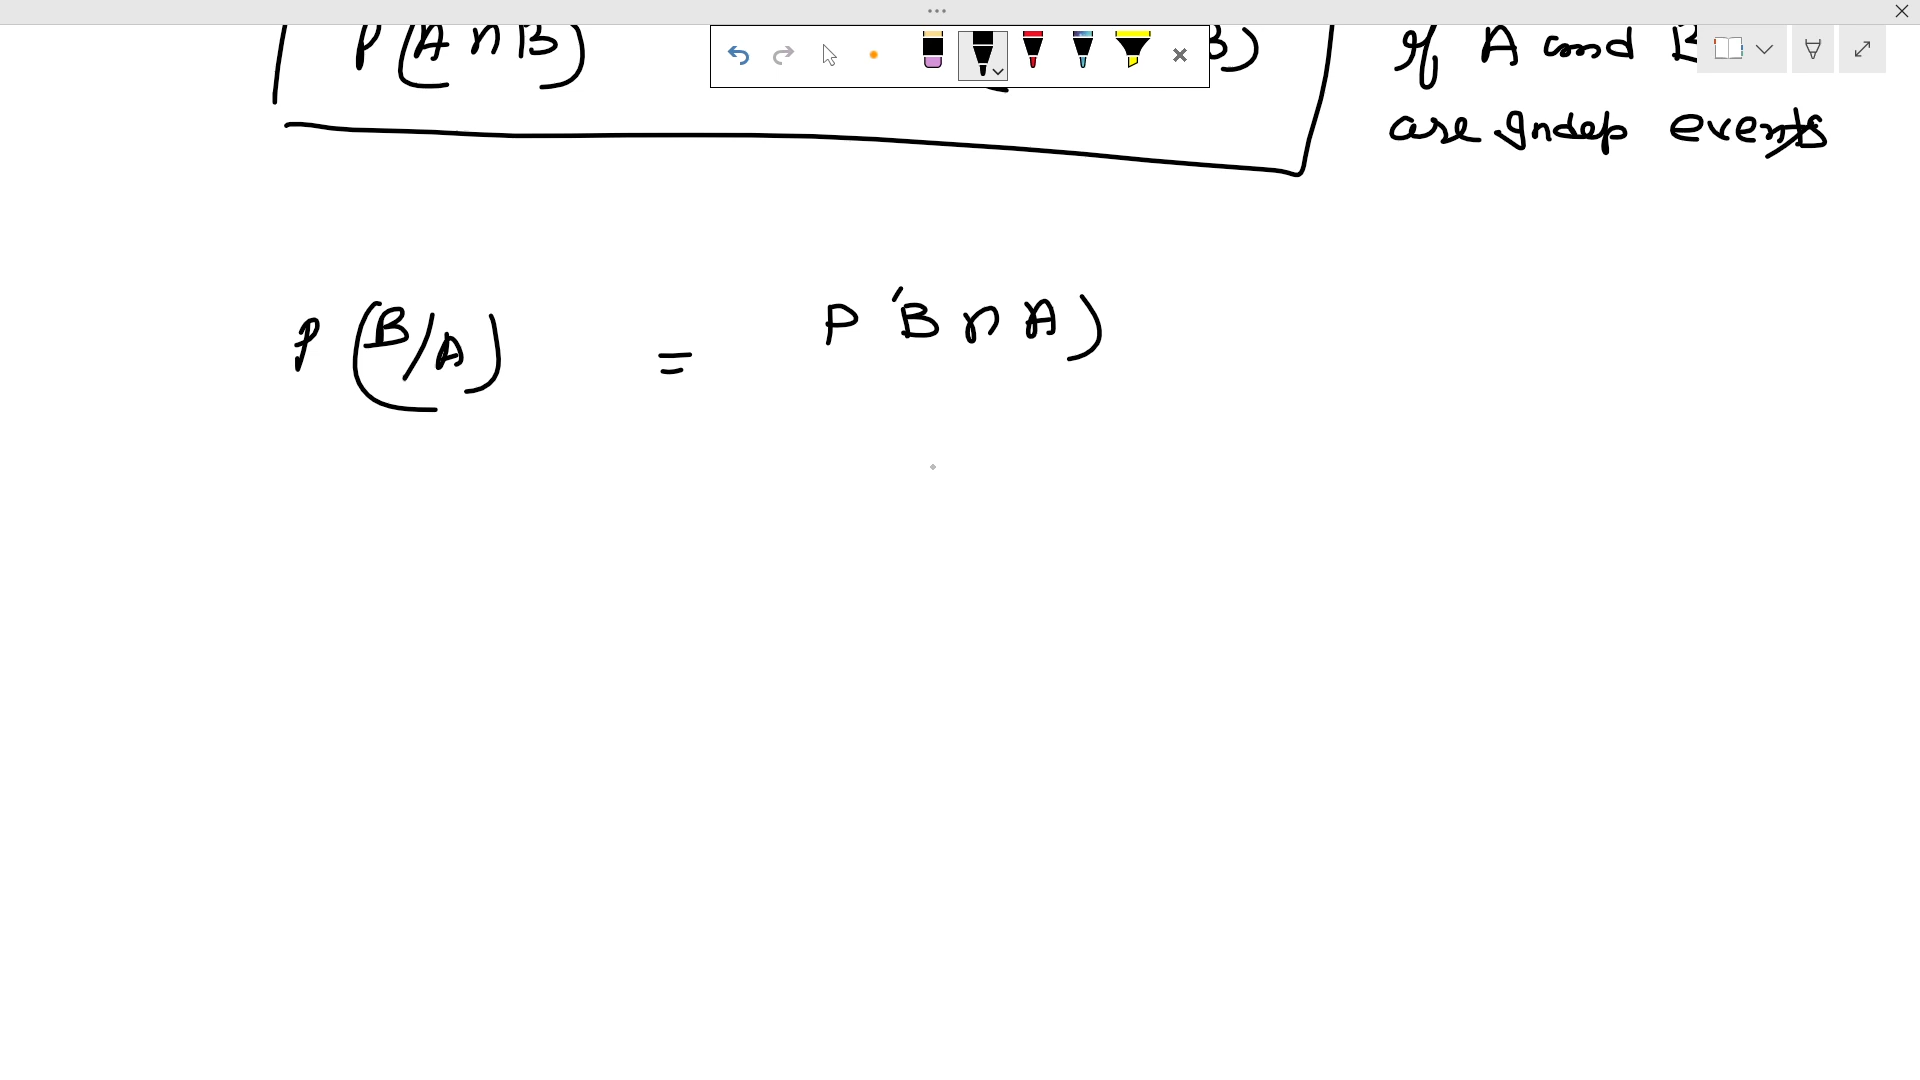 P(A ∩ B) B) If A and B
are Indep events
P(B/A) = P(B ∩ A)